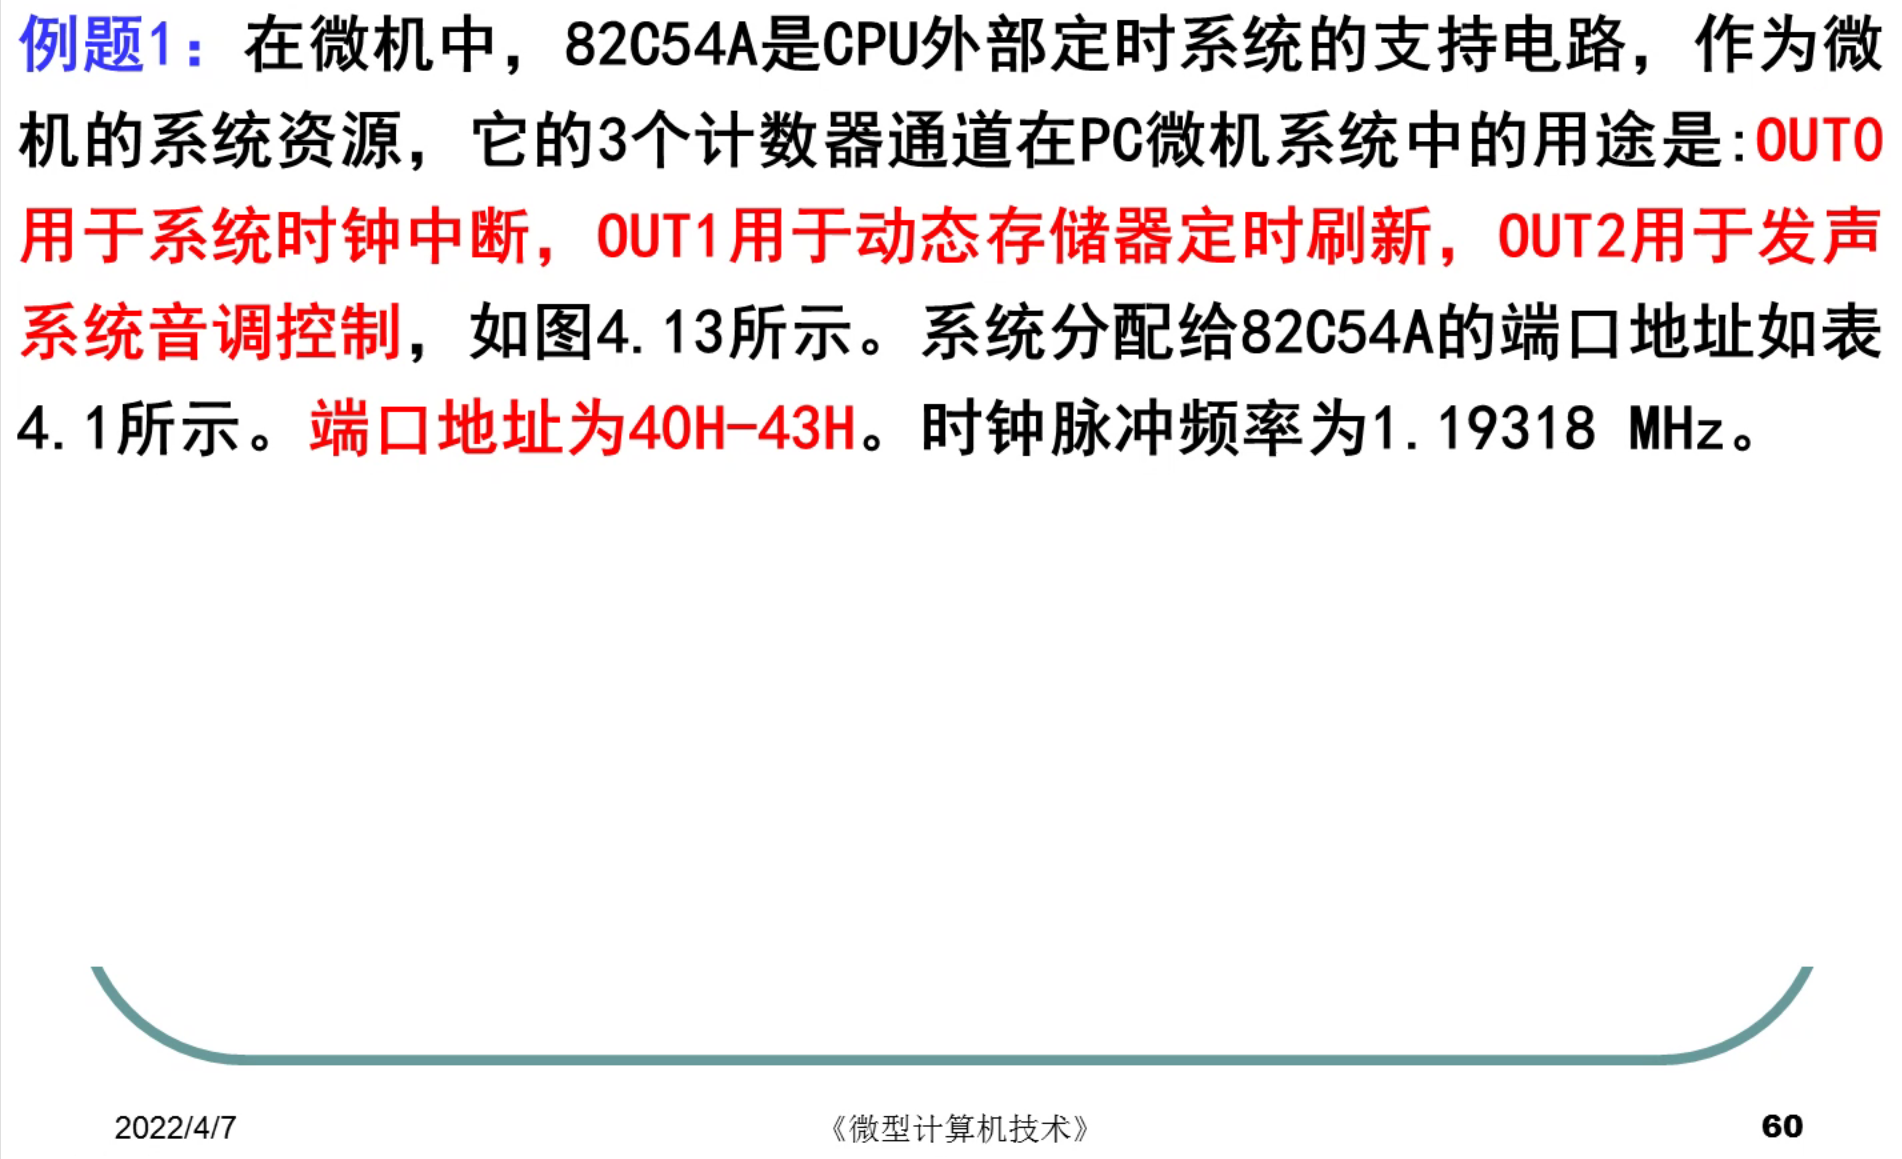 例题1：在微机中，82C54A是CPU外部定时系统的支持电路，作为微
机的系统资源，它的3个计数器通道在PC微机系统中的用途是:OUT0
用于系统时钟中断，OUT1用于动态存储器定时刷新，OUT2用于发声
系统音调控制，如图4.13所示。系统分配给82C54A的端口地址如表
4.1所示。端口地址为40H-43H。时钟脉冲频率为1.19318 MHz。
2022/4/7
《微型计算机技术》
60